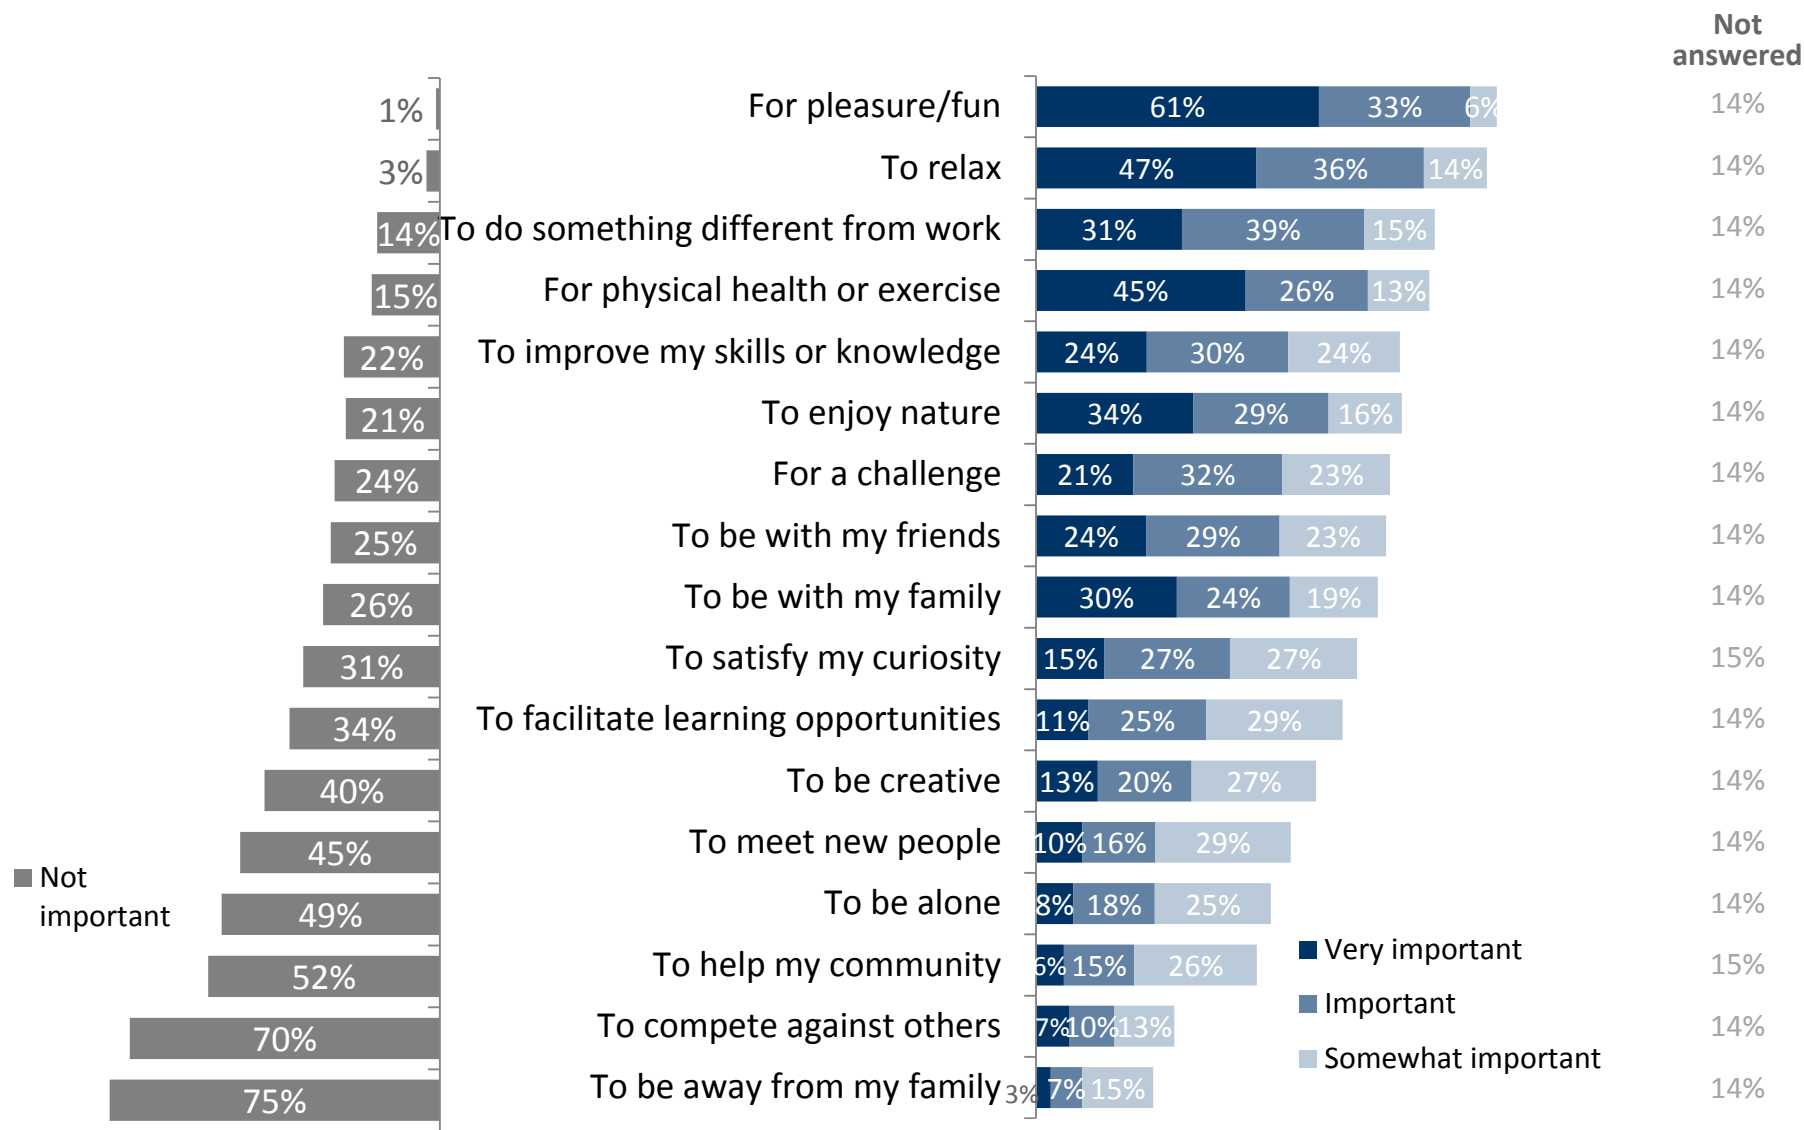 Not
answered
1% For pleasure/fun 61% 33% 6% 14%
3% To relax 47% 36% 14% 14%
14% To do something different from work 31% 39% 15% 14%
15% For physical health or exercise 45% 26% 13% 14%
22% To improve my skills or knowledge 24% 30% 24% 14%
21% To enjoy nature 34% 29% 16% 14%
24% For a challenge 21% 32% 23% 14%
25% To be with my friends 24% 29% 23% 14%
26% To be with my family 30% 24% 19% 14%
31% To satisfy my curiosity 15% 27% 27% 15%
34% To facilitate learning opportunities 11% 25% 29% 14%
40% To be creative 13% 20% 27% 14%
45% To meet new people 10% 16% 29% 14%
Not
important
49% To be alone 8% 18% 25% 14%
52% To help my community 6% 15% 26% 15%
70% To compete against others 7% 10% 13% 14%
75% To be away from my family 3% 7% 15% 14%
Very important
Important
Somewhat important